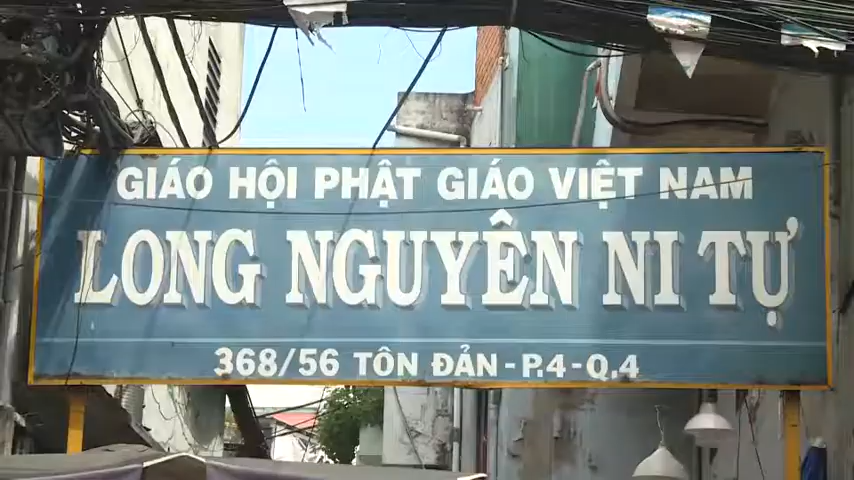 GIÁO HỘI PHẬT GIÁO VIỆT NAM
LONG NGUYÊN NI TỰ
368/56 TÔN ĐẢN - P.4 - Q.4